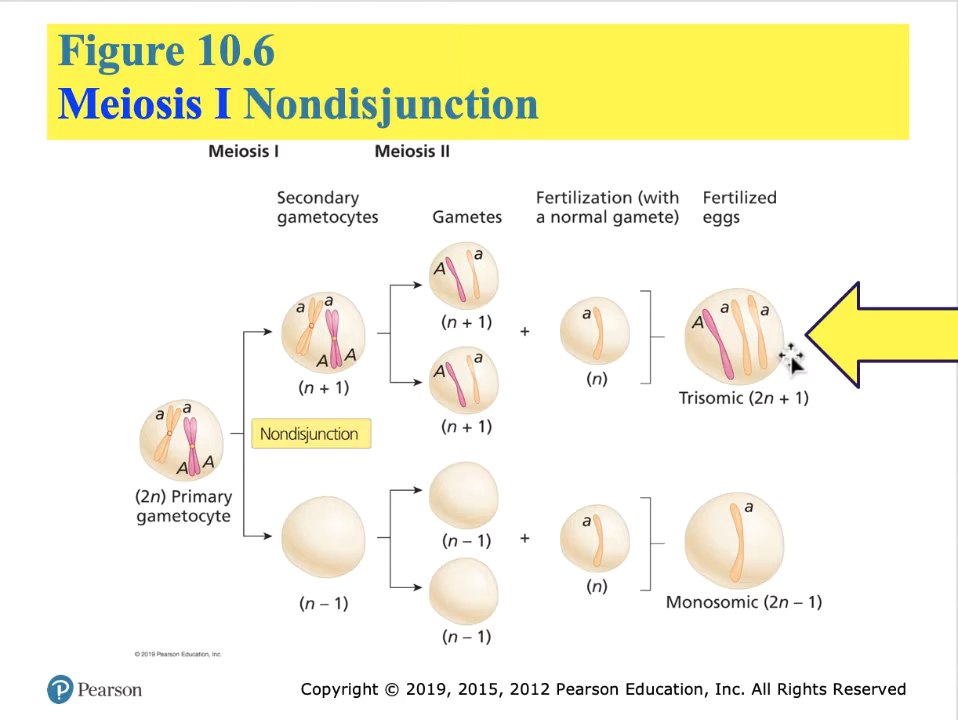 Figure 10.6
Meiosis I Nondisjunction
Meiosis I
Meiosis II
Secondary
gametocytes
Gametes
Fertilization (with
a normal gamete)
Fertilized
eggs
a
a
A
A
(n + 1)
A
a
(n + 1)
A
a
(n + 1)
+
a
(n)
A
a
a
Trisomic (2n + 1)
a
a
A
A
(2n) Primary
gametocyte
Nondisjunction
(n – 1)
(n – 1)
(n – 1)
+
a
(n)
a
Monosomic (2n – 1)
© 2019 Pearson Education, Inc.
P Pearson
Copyright © 2019, 2015, 2012 Pearson Education, Inc. All Rights Reserved